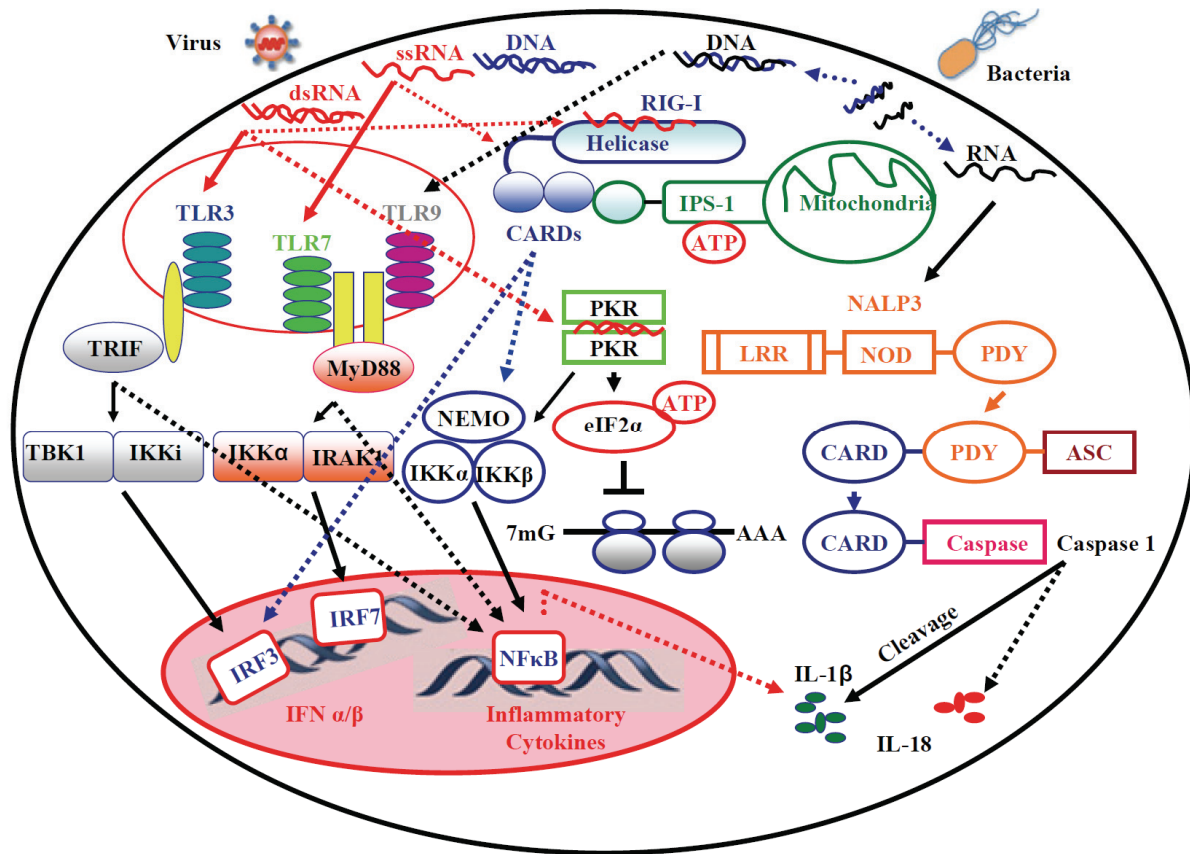 Virus
ssRNA
DNA
DNA
Bacteria
dsRNA
RIG-I
Helicase
RNA
TLR3
TLR9
IPS-1
Mitochondria
CARDs
ATP
TLR7
NALP3
PKR
PKR
TRIF
MyD88
LRR
NOD
PDY
ATP
NEMO
eIF2α
TBK1
IKKi
IKKα
IRAK1
IKKα
IKKβ
CARD
PDY
ASC
7mG
AAA
CARD
Caspase
Caspase 1
IRF7
IRF3
NFκB
Cleavage
IL-1β
IFN α/β
Inflammatory
Cytokines
IL-18